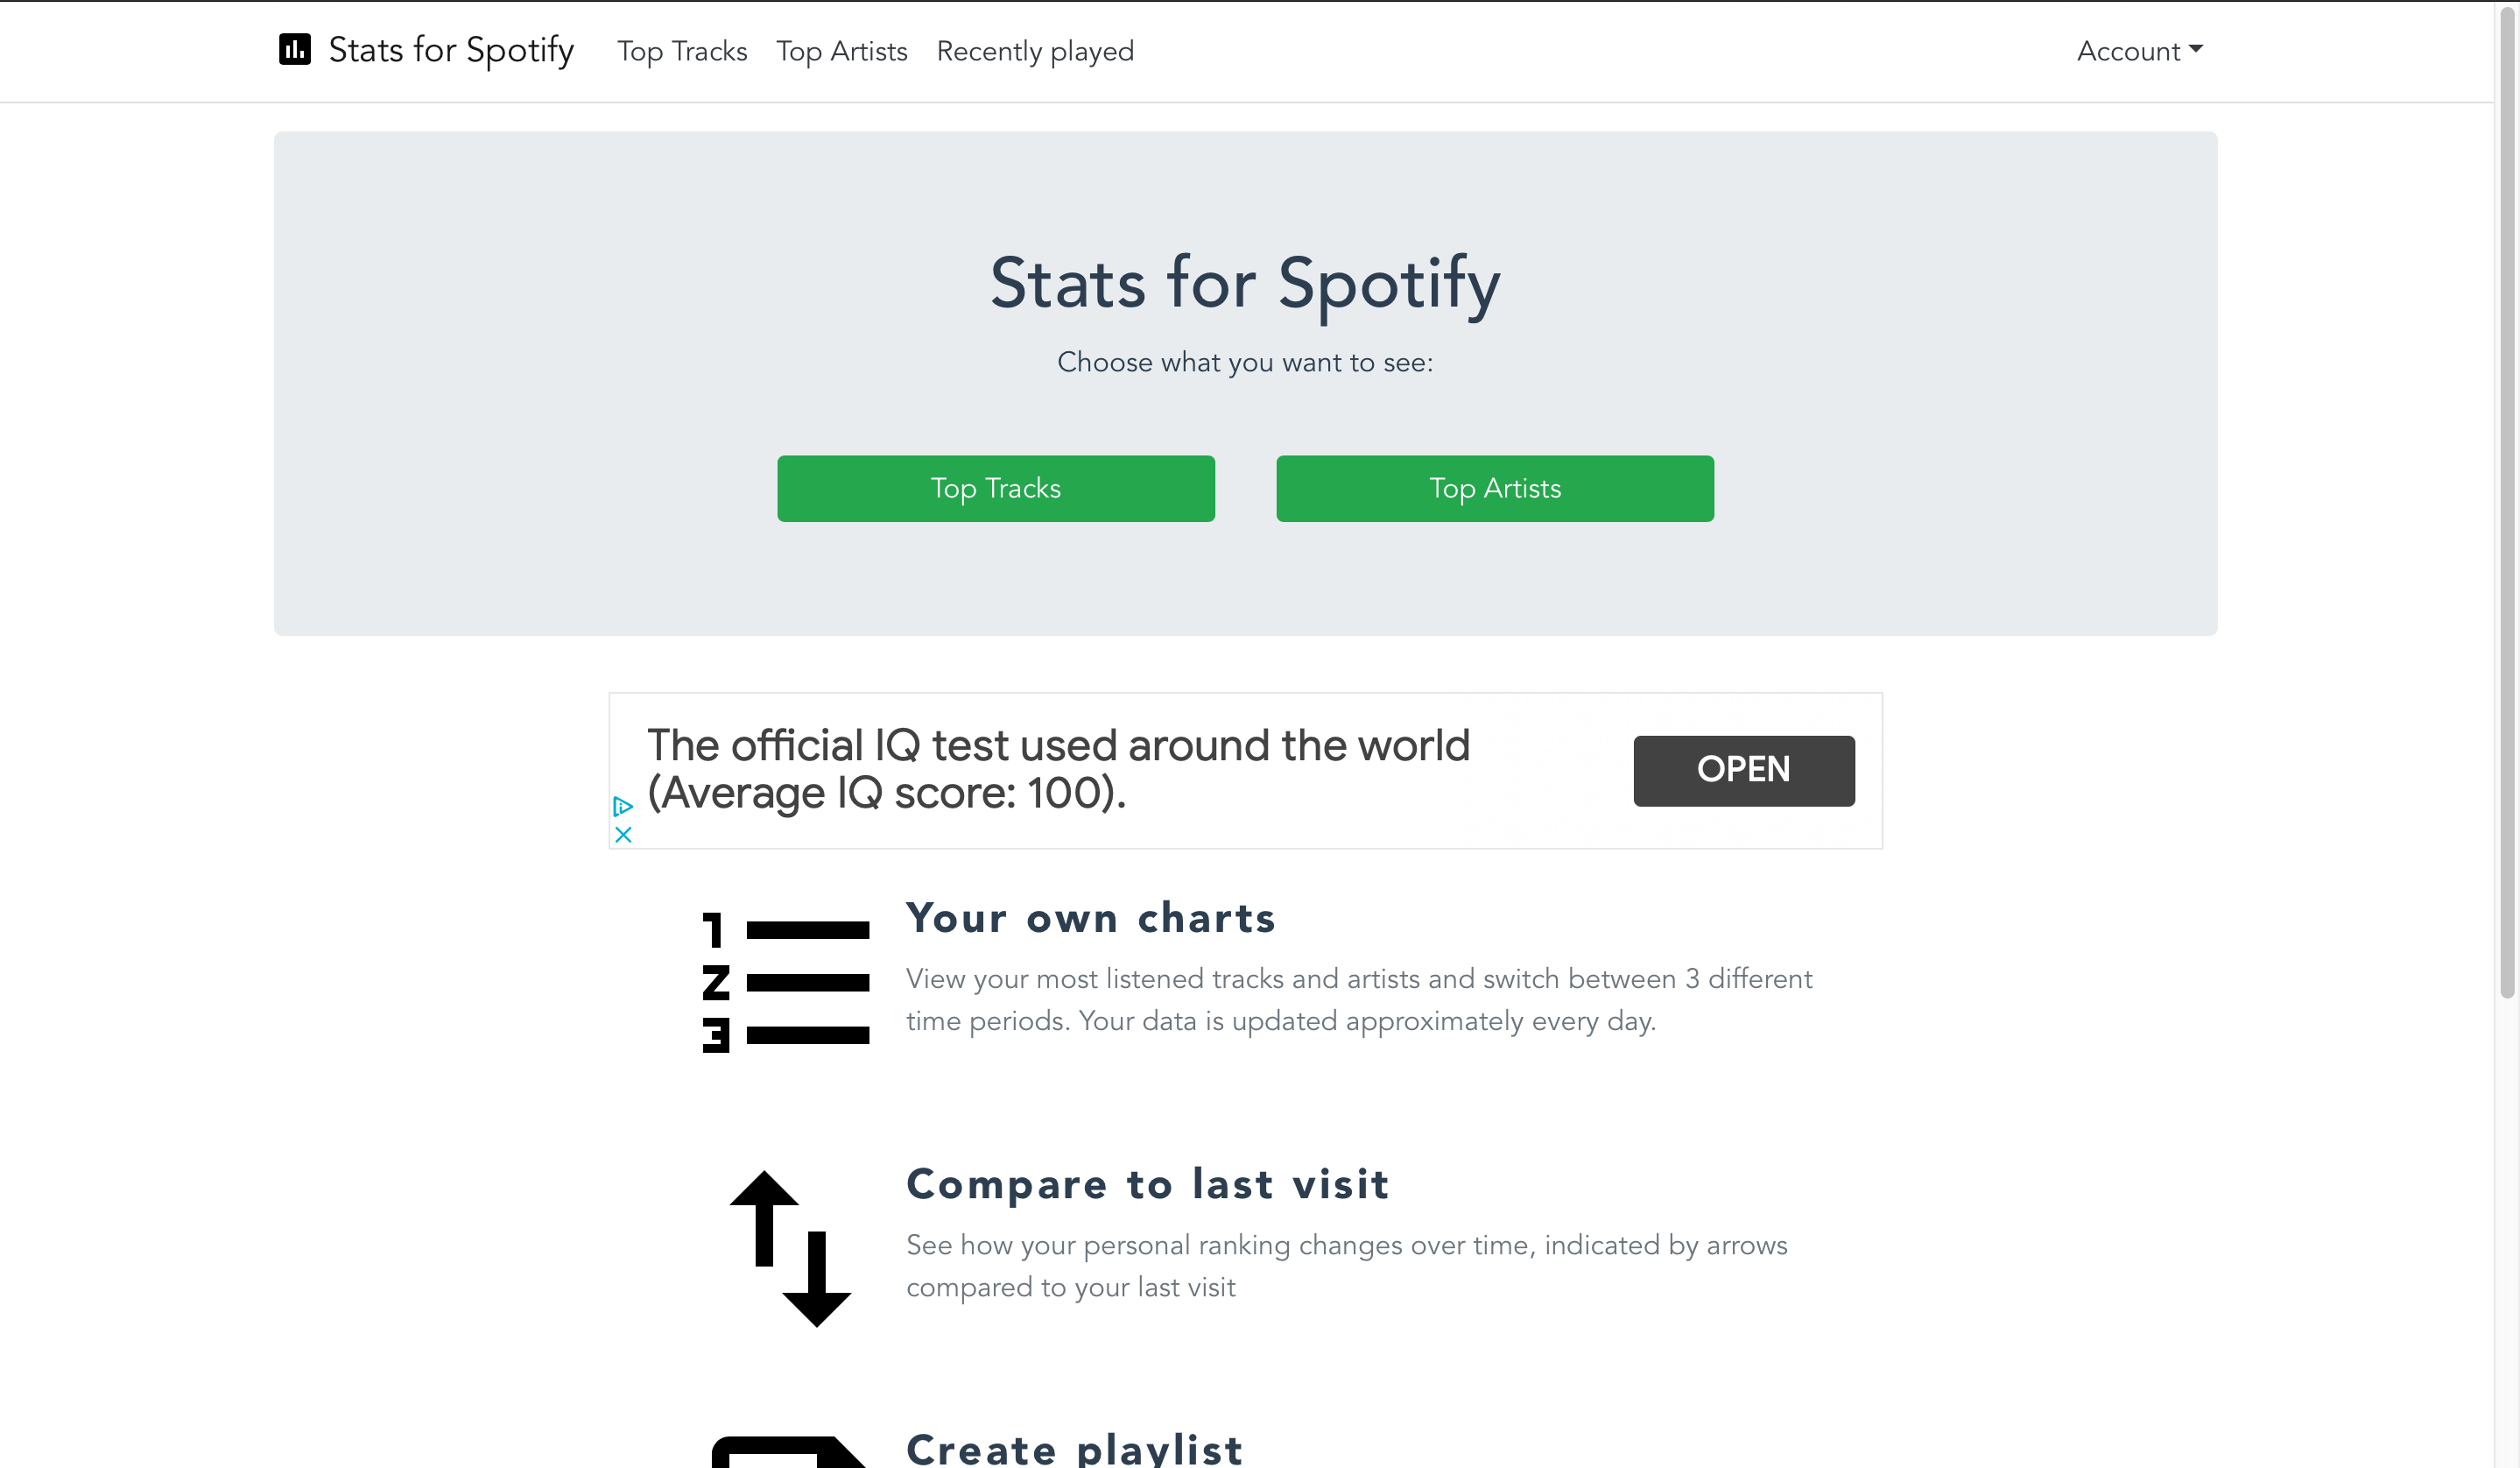 Stats for Spotify
Top Tracks
Top Artists
Recently played
Account
Stats for Spotify
Choose what you want to see:
Top Tracks
Top Artists
The official IQ test used around the world
(Average IQ score: 100).
OPEN
1
2
3
Your own charts
View your most listened tracks and artists and switch between 3 different
time periods. Your data is updated approximately every day.
Compare to last visit
See how your personal ranking changes over time, indicated by arrows
compared to your last visit
Create playlist